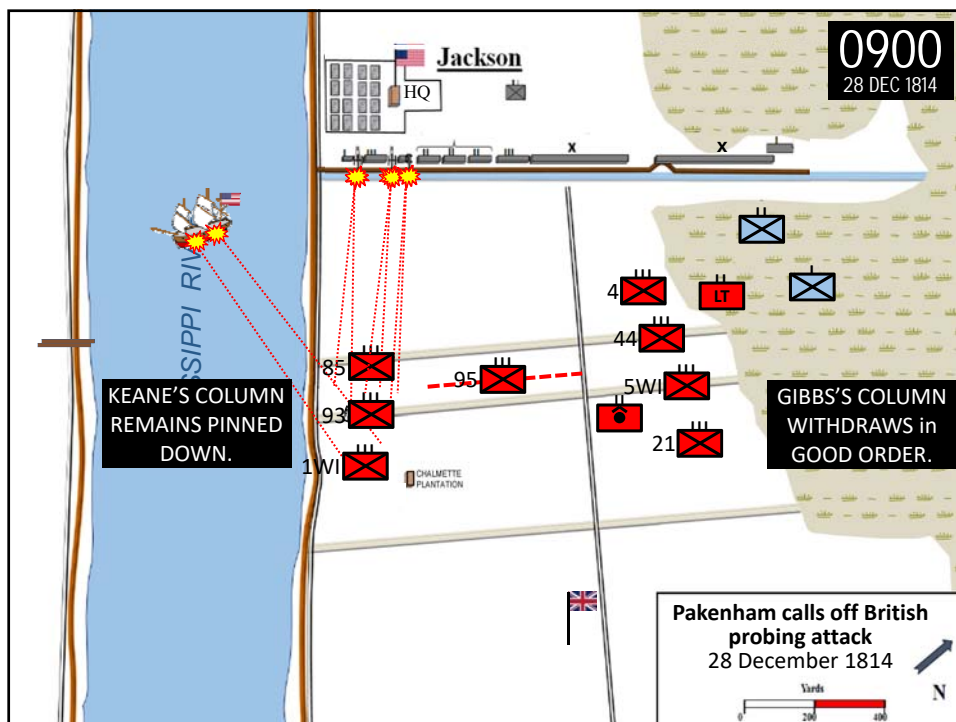 0900
28 DEC 1814
Jackson
HQ
x
x
SSIPPI RIV
4
LT
44
85
95
5WI
93
21
1WI
KEANE'S COLUMN
REMAINS PINNED
DOWN.
GIBBS'S COLUMN
WITHDRAWS in
GOOD ORDER.
CHALMETTE
PLANTATION
Pakenham calls off British
probing attack
28 December 1814
N
Yards
0 200 400